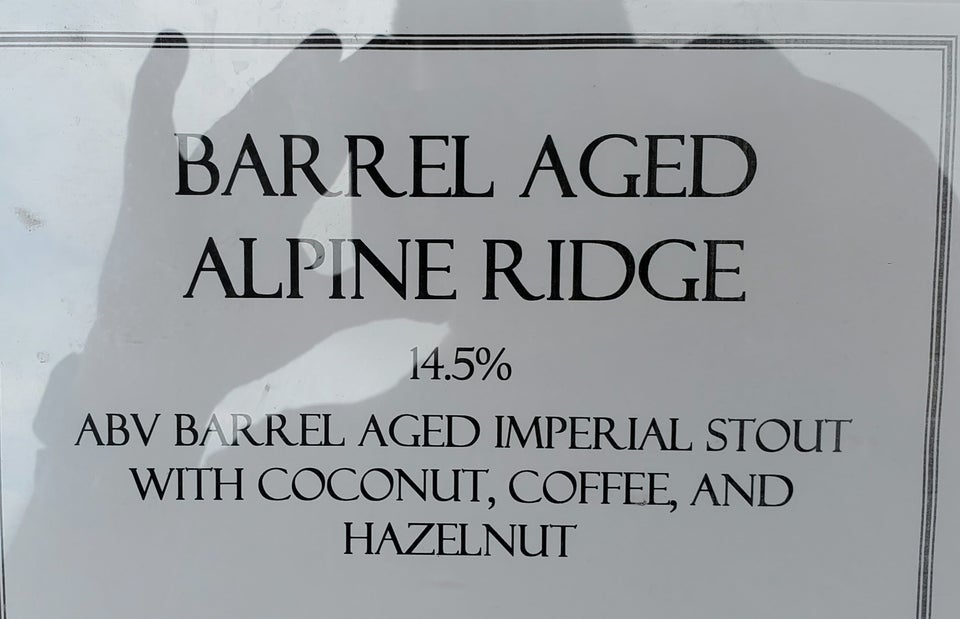 BARREL AGED
ALPINE RIDGE
14.5%
ABV BARREL AGED IMPERIAL STOUT
WITH COCONUT, COFFEE, AND
HAZELNUT